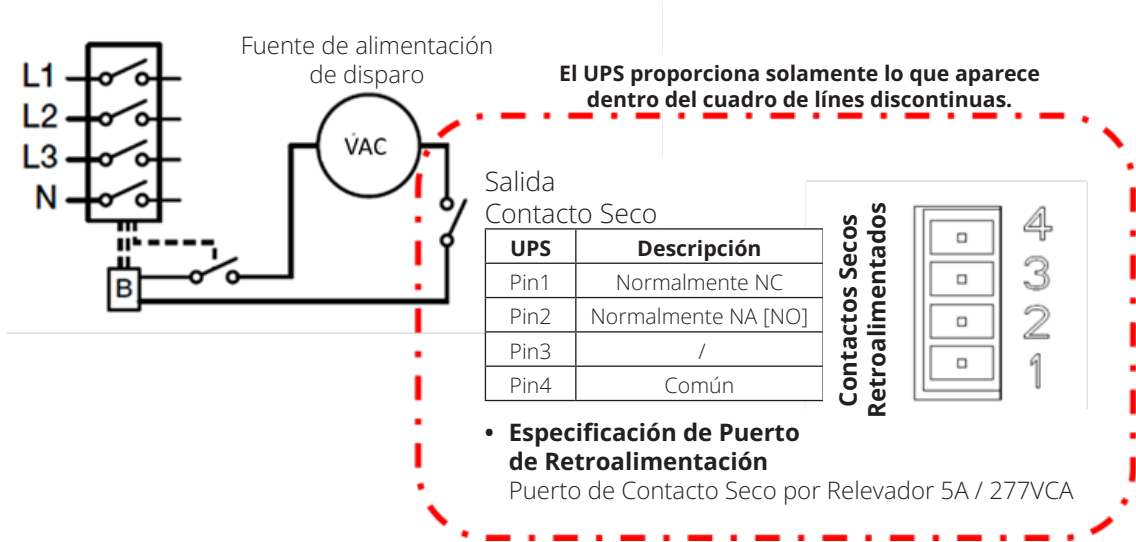 Fuente de alimentación
de disparo
L1
L2
L3
N
B
VAC
El UPS proporciona solamente lo que aparece
dentro del cuadro de línes discontinuas.
Salida
Contacto Seco
UPS Descripción
Pin1 Normalmente NC
Pin2 Normalmente NA [NO]
Pin3 /
Pin4 Común
Contactos Secos
Retroalimentados
4
3
2
1
• Especificación de Puerto
de Retroalimentación
Puerto de Contacto Seco por Relevador 5A / 277VCA